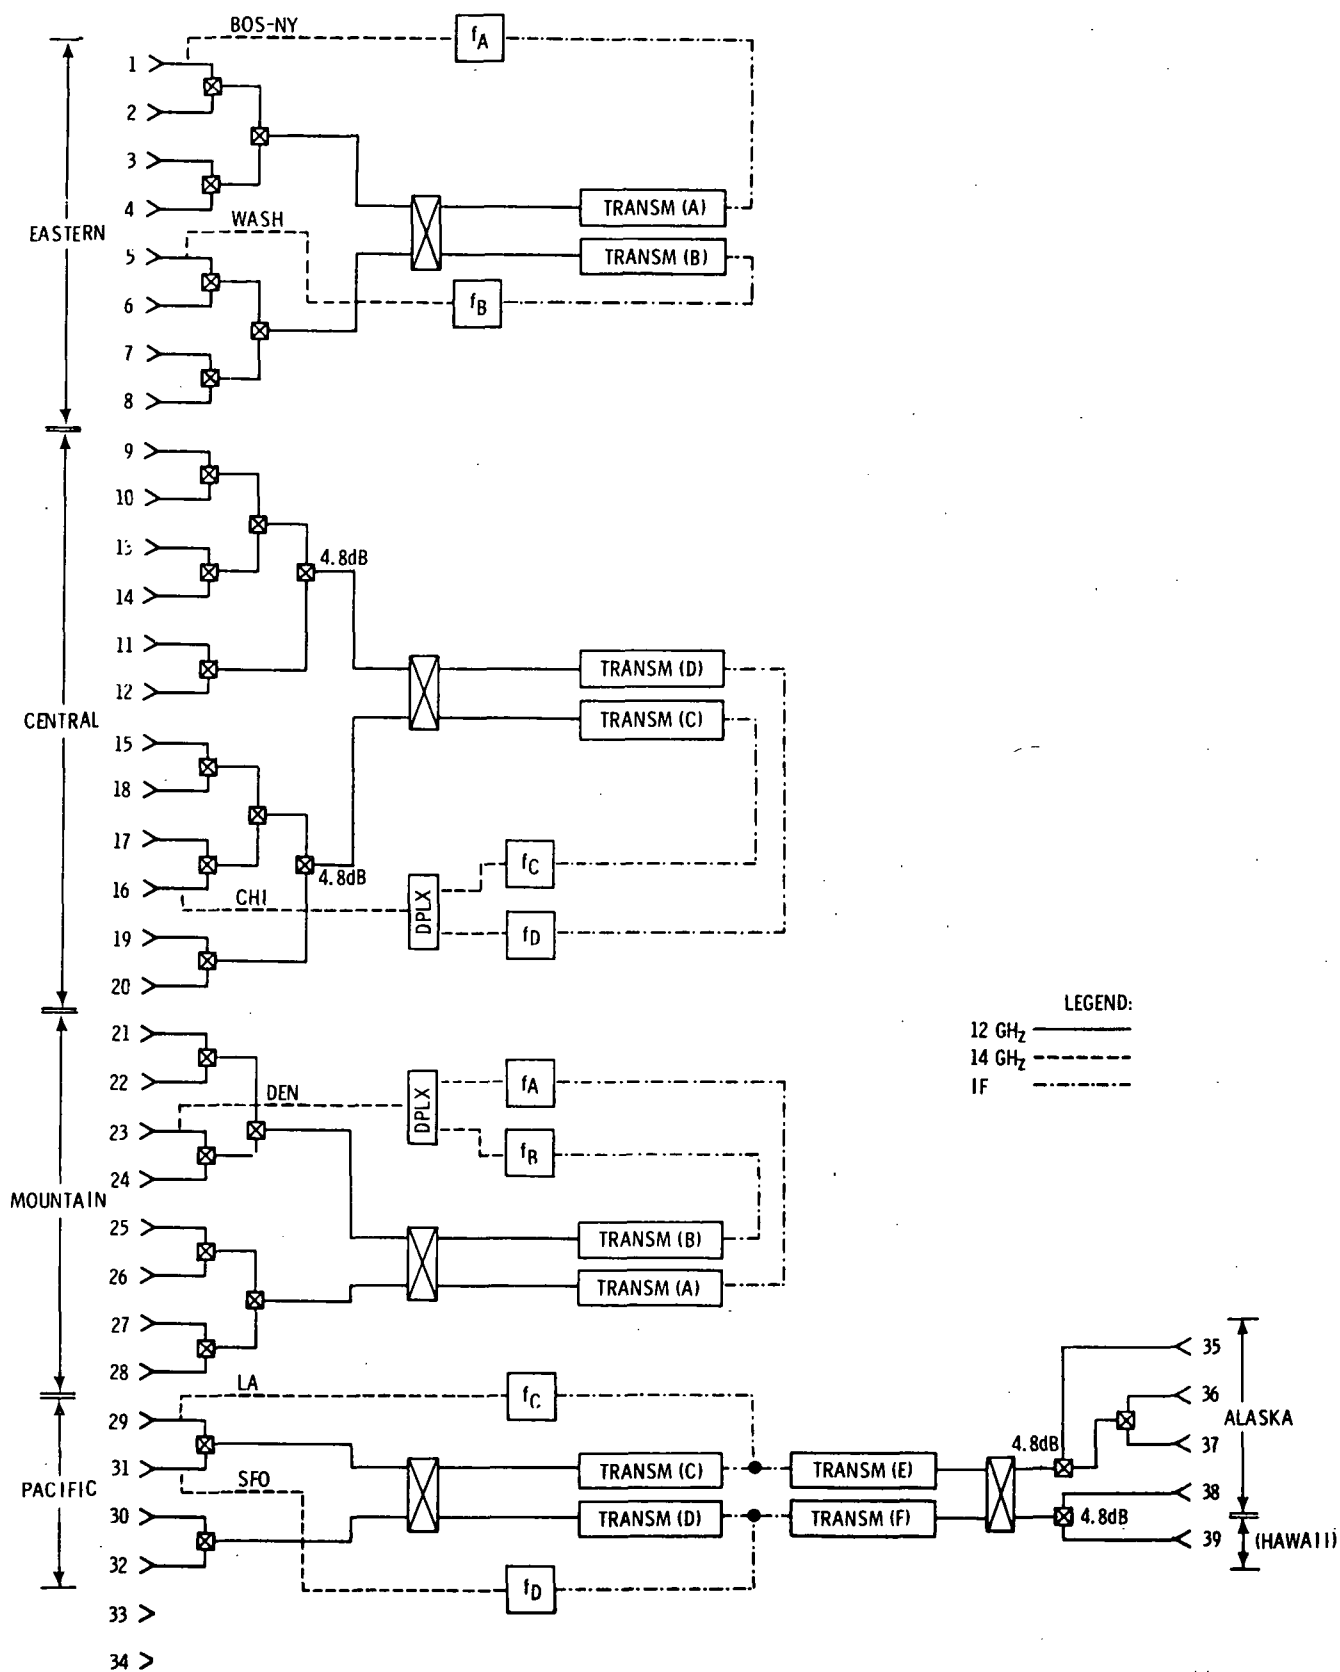 BOS-NY
fA
1
2
3
4
TRANSM (A)
WASH
EASTERN
5
TRANSM (B)
6
fB
7
8
9
10
13
4.8dB
14
11
TRANSM (D)
12
CENTRAL
TRANSM (C)
15
18
17
fC
4.8dB
16
CHI
DPLX
19
fD
20
LEGEND:
21
12 GHz
14 GHz
IF
22
fA
DEN
DPLX
23
fB
24
MOUNTAIN
25
TRANSM (B)
26
TRANSM (A)
27
35
28
LA
fC
36
29
ALASKA
4.8dB
37
31
TRANSM (C)
TRANSM (E)
SFO
PACIFIC
38
30
TRANSM (D)
TRANSM (F)
4.8dB
39
(HAWAII)
32
fD
33
34